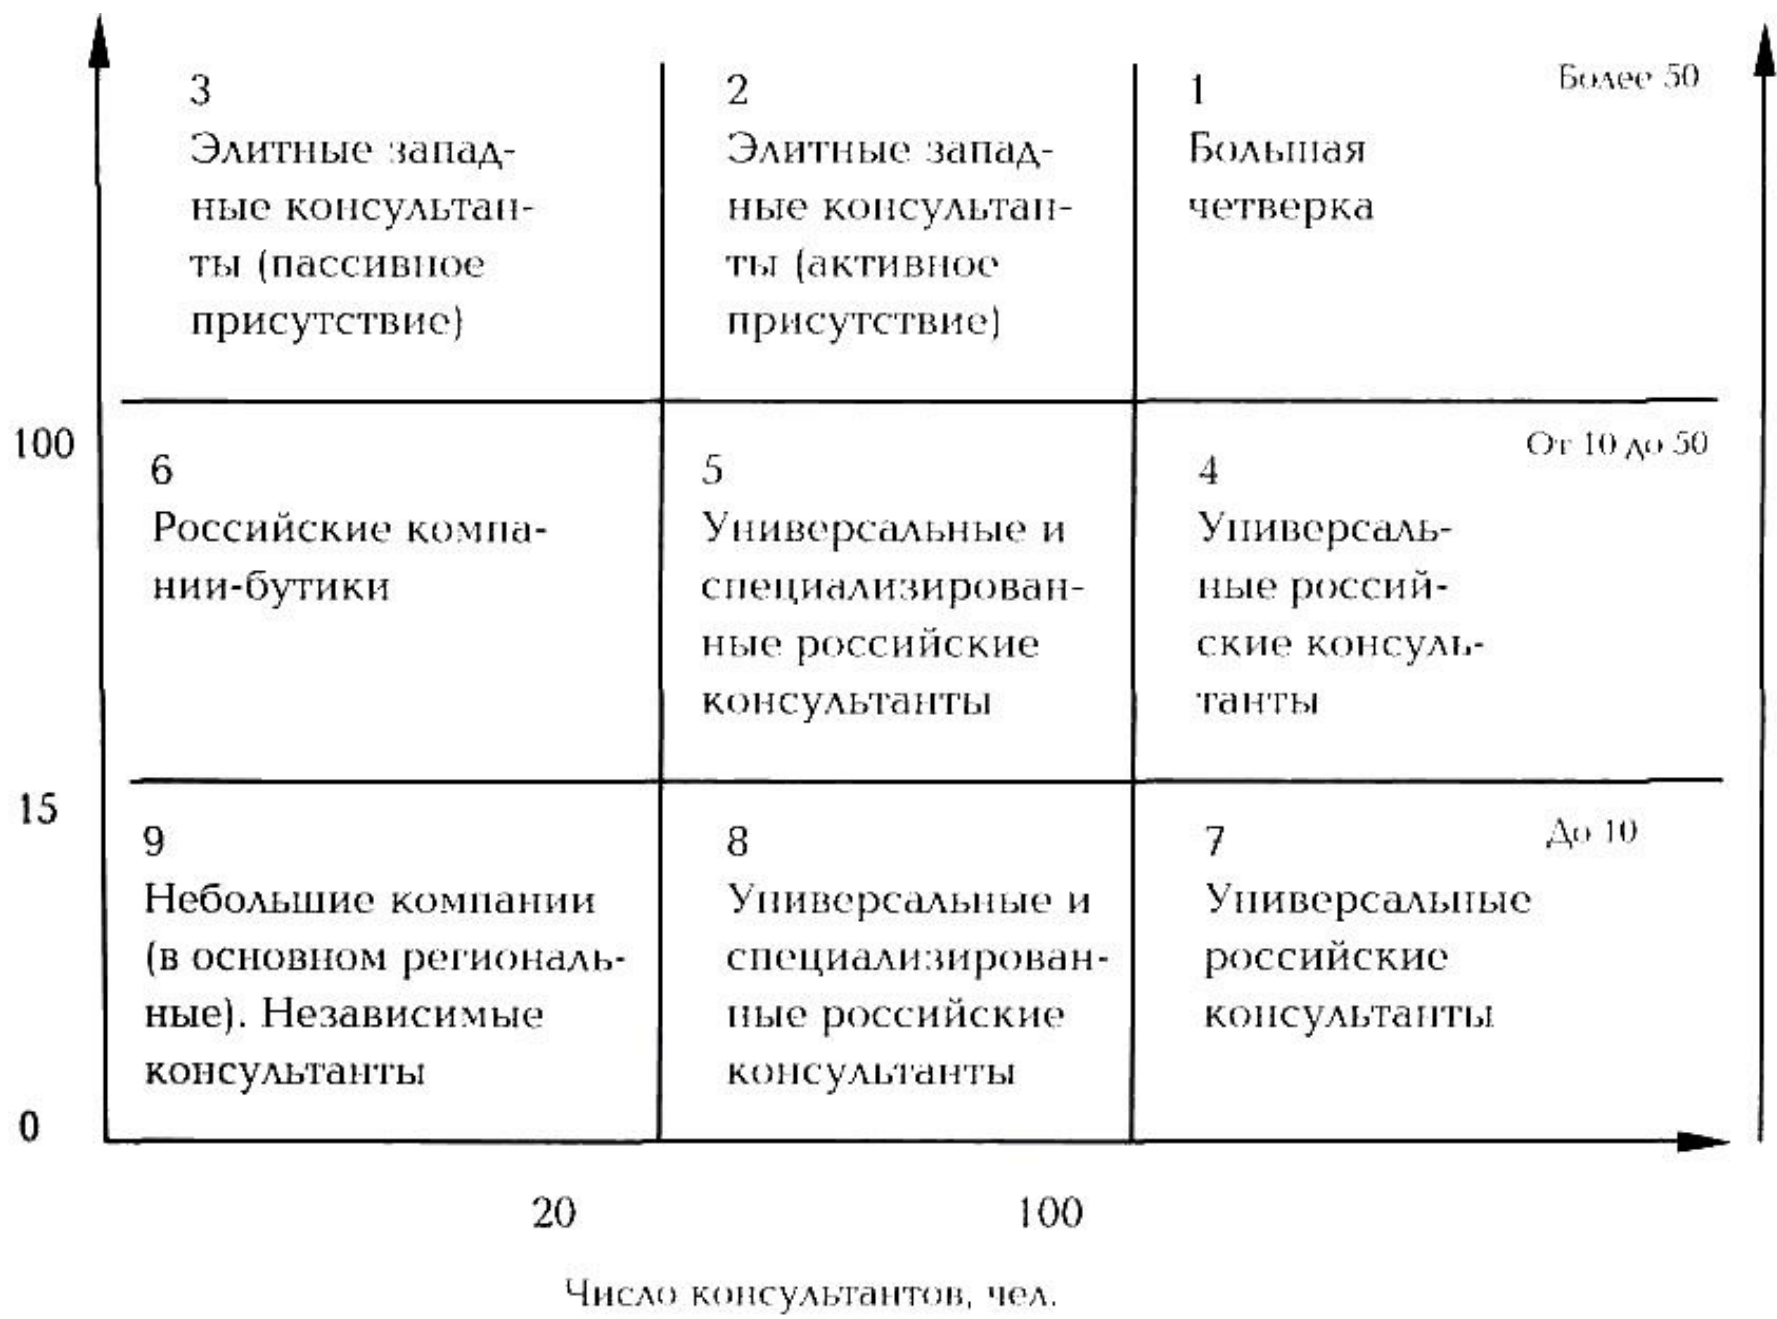 3
Элитные запад-
ные консультан-
ты (пассивное
присутствие)
2
Элитные запад-
ные консультан-
ты (активное
присутствие)
1
Большая
четверка
Более 50
100
6
Российские компа-
нии-бутики
5
Универсальные и
специализирован-
ные российские
консультанты
4
Универсаль-
ные россий-
ские консуль-
танты
От 10 до 50
15
9
Небольшие компании
(в основном региональ-
ные). Независимые
консультанты
8
Универсальные и
специализирован-
ные российские
консультанты
7
Универсальные
российские
консультанты
До 10
0
20
100
Число консультантов, чел.